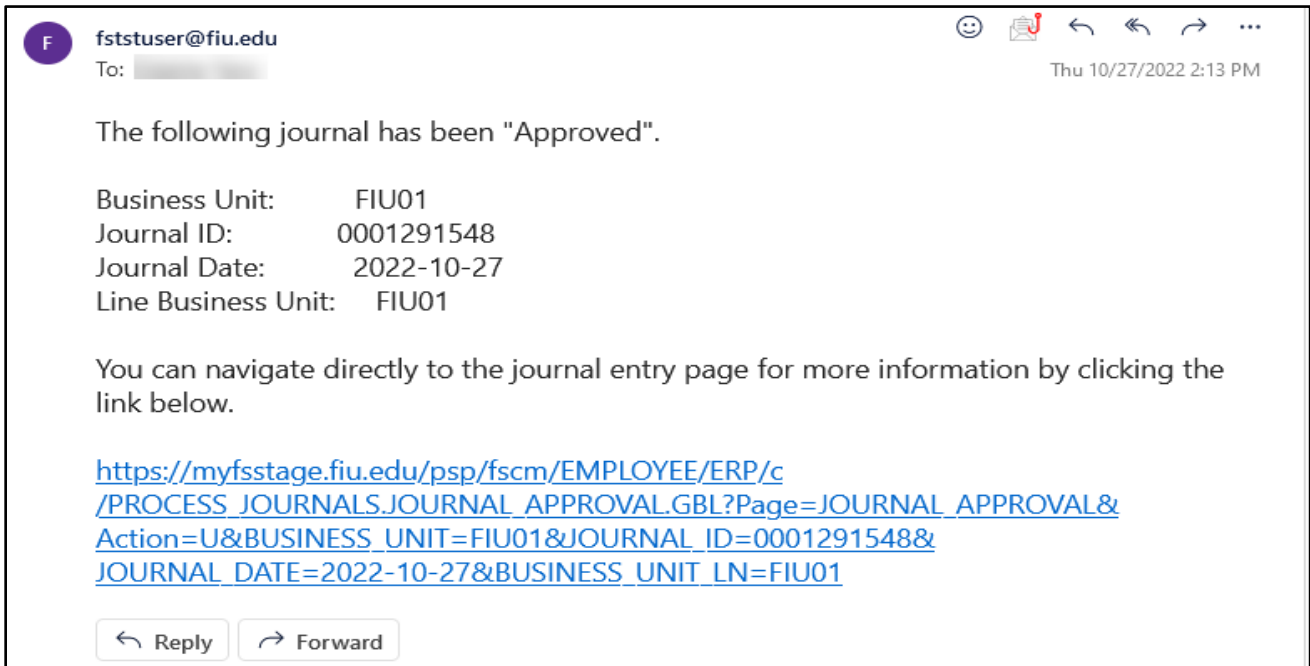 F
fststuser@fiu.edu
To:
Thu 10/27/2022 2:13 PM
The following journal has been "Approved".
Business Unit: FIU01
Journal ID: 0001291548
Journal Date: 2022-10-27
Line Business Unit: FIU01
You can navigate directly to the journal entry page for more information by clicking the
link below.
https://myfsstage.fiu.edu/psp/fscm/EMPLOYEE/ERP/c
/PROCESS_JOURNALS.JOURNAL_APPROVAL.GBL?Page=JOURNAL_APPROVAL&
Action=U&BUSINESS_UNIT=FIU01&JOURNAL_ID=0001291548&
JOURNAL_DATE=2022-10-27&BUSINESS_UNIT_LN=FIU01
Reply Forward